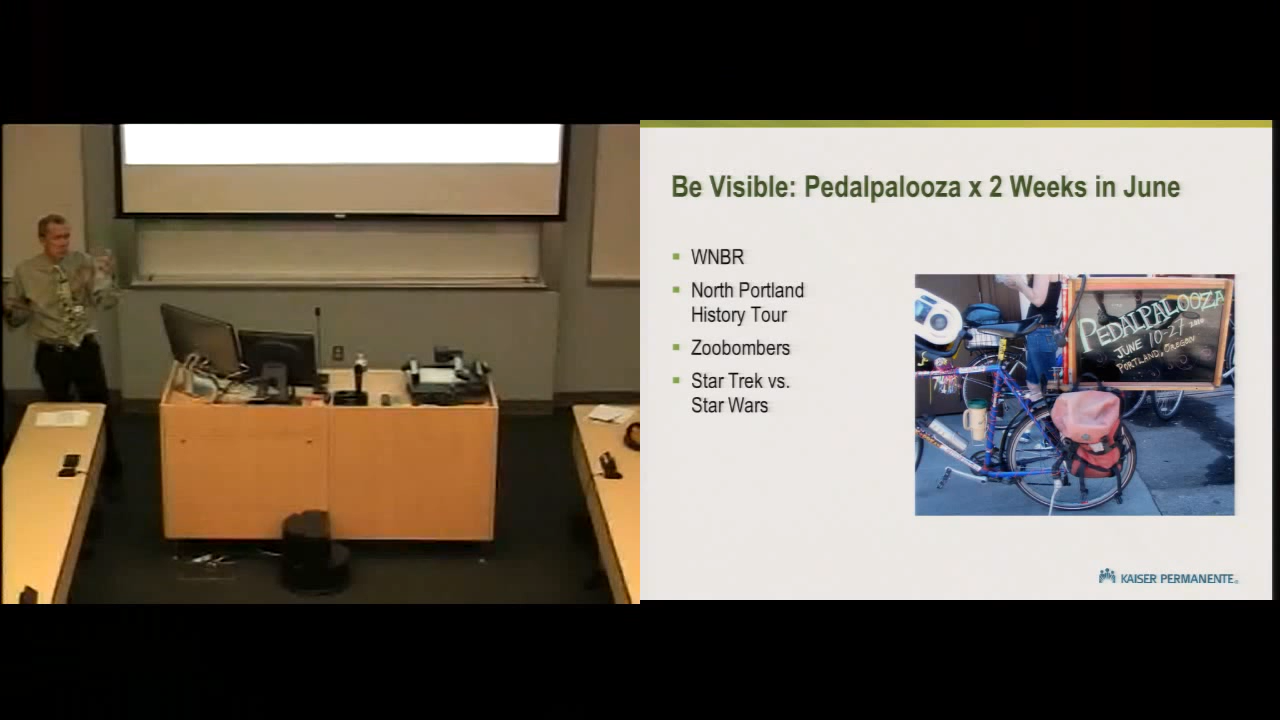 Be Visible: Pedalpalooza x 2 Weeks in June
WNBR
North Portland
History Tour
Zoobombers
Star Trek vs.
Star Wars
PEDALPALOOZA
JUNE 10-27
PORTLAND, OREGON
KAISER PERMANENTE®